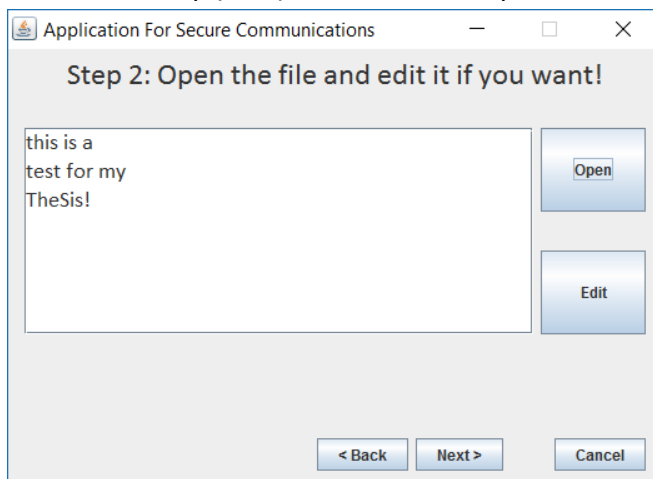 Application For Secure Communications
Step 2: Open the file and edit it if you want!
this is a
test for my
TheSis!
Open
Edit
< Back
Next >
Cancel